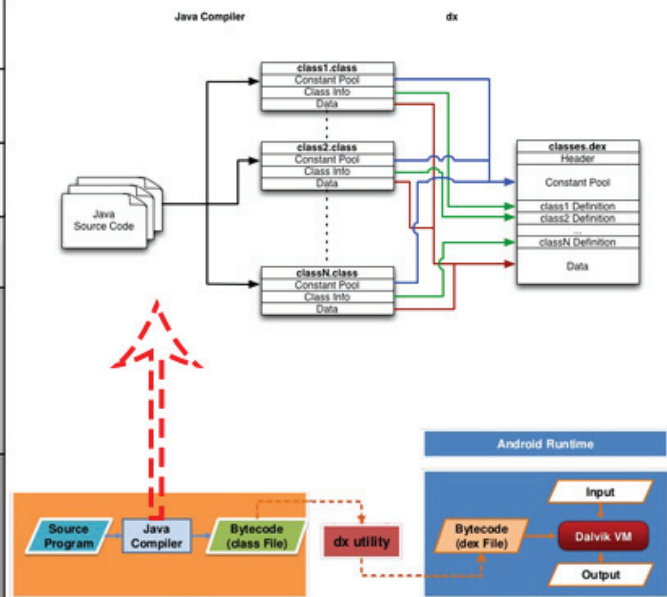 Java Compiler
dx
class1.class
Constant Pool
Class Info
Data
class2.class
Constant Pool
Class Info
Data
classN.class
Constant Pool
Class Info
Data
Java
Source Code
classes.dex
Header
Constant Pool
class1 Definition
class2 Definition
...
classN Definition
Data
Android Runtime
Source
Program
Java
Compiler
Bytecode
(class File)
dx utility
Bytecode
(dex File)
Input
Dalvik VM
Output